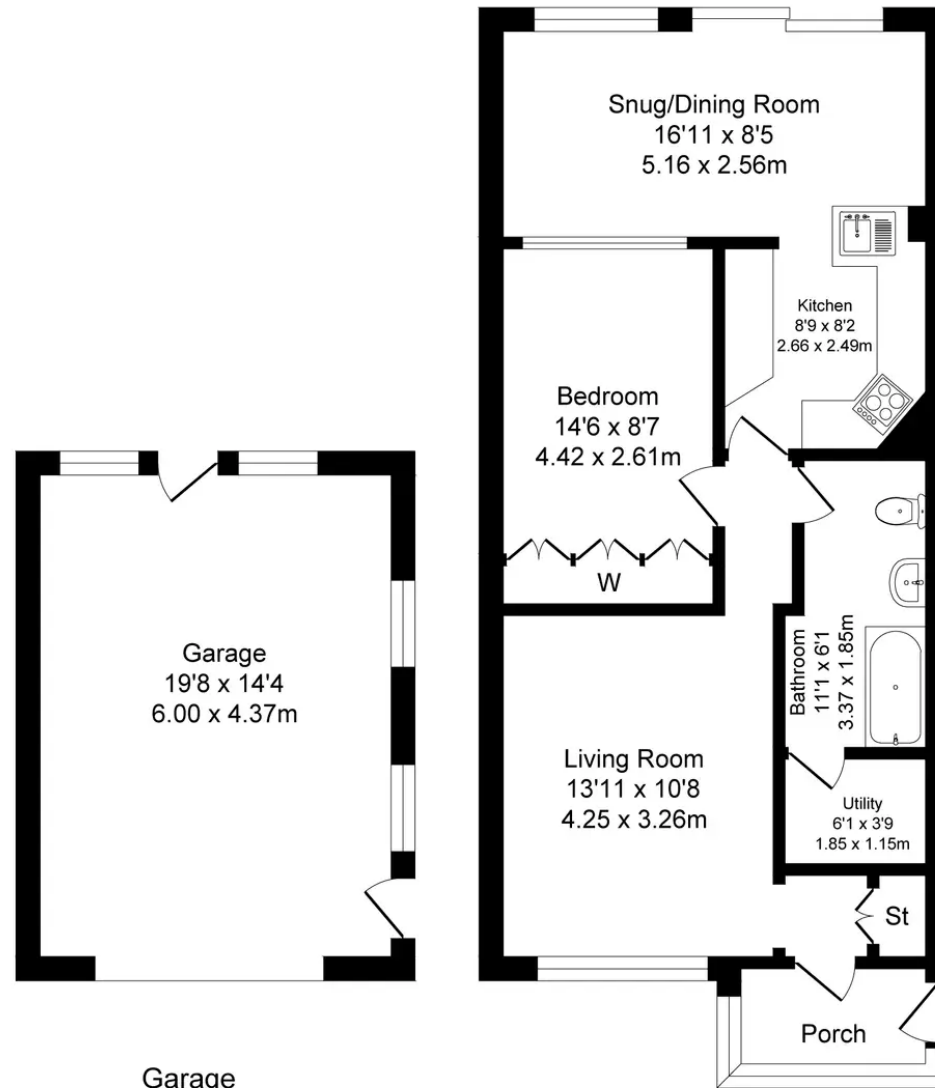 Snug/Dining Room
16'11 x 8'5
5.16 x 2.56m
Kitchen
8'9 x 8'2
2.66 x 2.49m
Bedroom
14'6 x 8'7
4.42 x 2.61m
W
Garage
19'8 x 14'4
6.00 x 4.37m
Bathroom
11'1 x 6'1
3.37 x 1.85m
Living Room
13'11 x 10'8
4.25 x 3.26m
Utility
6'1 x 3'9
1.85 x 1.15m
St
Porch
Garage